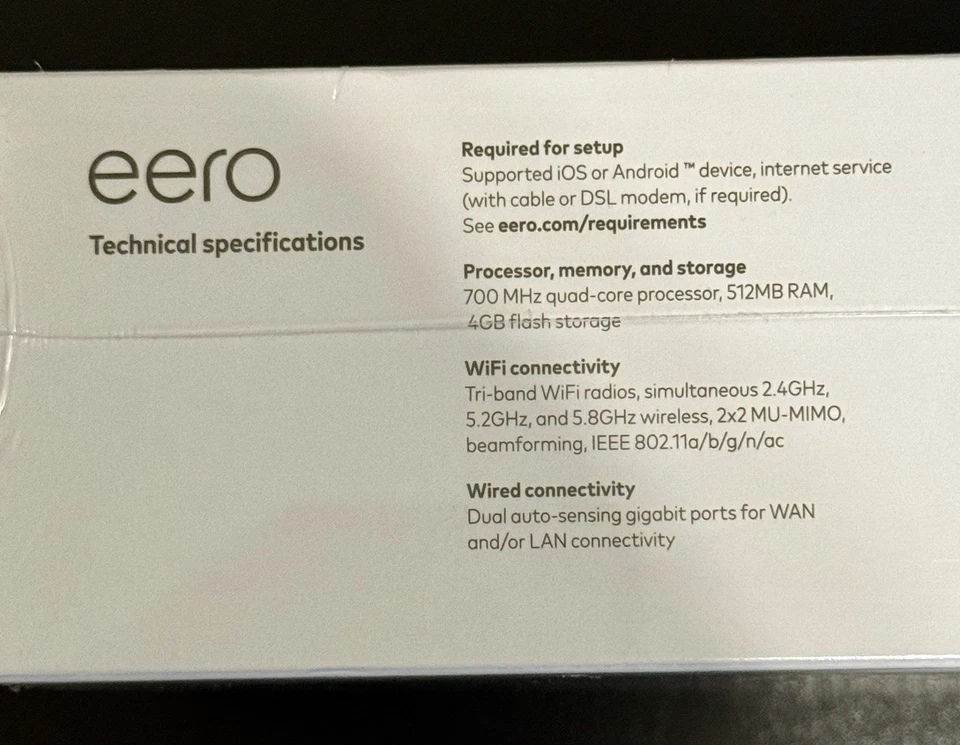 eero
Technical specifications
Required for setup
Supported iOS or Android ™ device, internet service
(with cable or DSL modem, if required).
See eero.com/requirements
Processor, memory, and storage
700 MHz quad-core processor, 512MB RAM,
4GB flash storage
WiFi connectivity
Tri-band WiFi radios, simultaneous 2.4GHz,
5.2GHz, and 5.8GHz wireless, 2x2 MU-MIMO,
beamforming, IEEE 802.11a/b/g/n/ac
Wired connectivity
Dual auto-sensing gigabit ports for WAN
and/or LAN connectivity